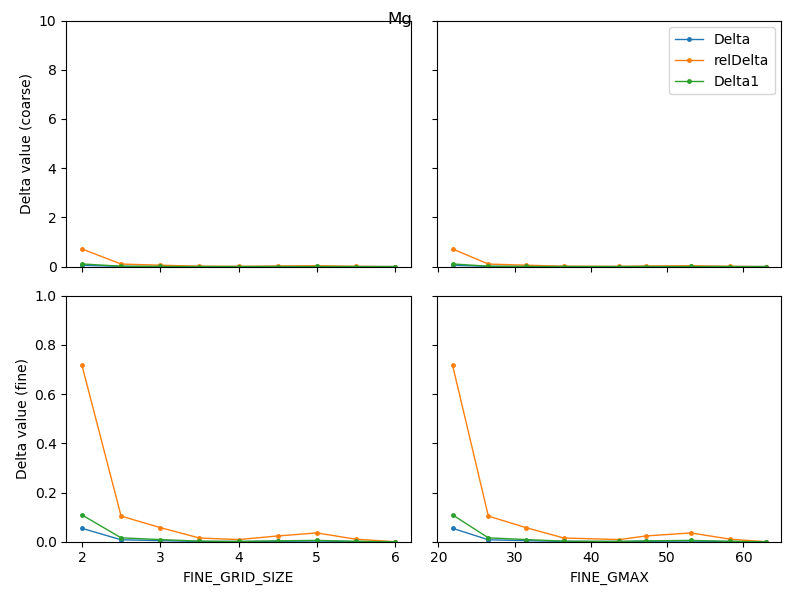 Mg
Delta value (coarse)
10
8
6
4
2
0
Delta
relDelta
Delta1
Delta value (fine)
1.0
0.8
0.6
0.4
0.2
0.0
2 3 4 5 6
FINE_GRID_SIZE
20 30 40 50 60
FINE_GMAX